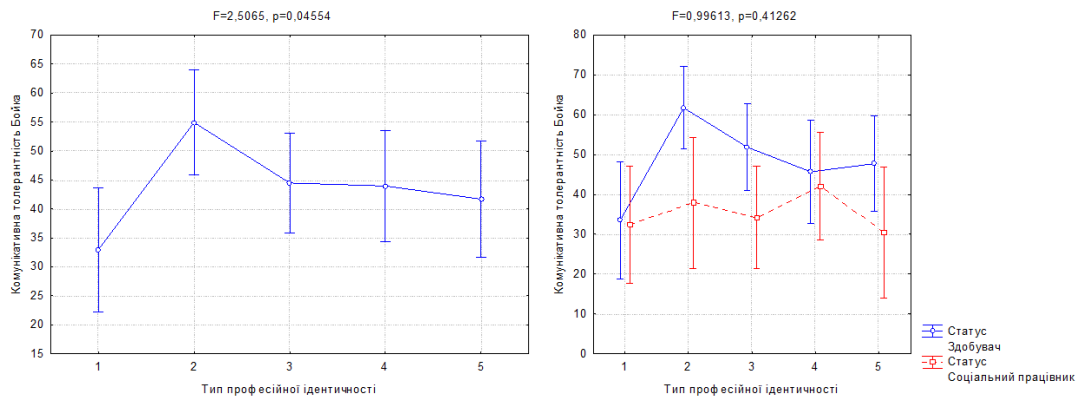 F=2,5065, p=0,04554
Комунікативна толерантність Бойка
70
65
60
55
50
45
40
35
30
25
20
15
1 2 3 4 5
Тип професійної ідентичності
F=0,99613, p=0,41262
Комунікативна толерантність Бойка
80
70
60
50
40
30
20
10
0
1 2 3 4 5
Тип професійної ідентичності
Статус
Здобувач
Статус
Соціальний працівник